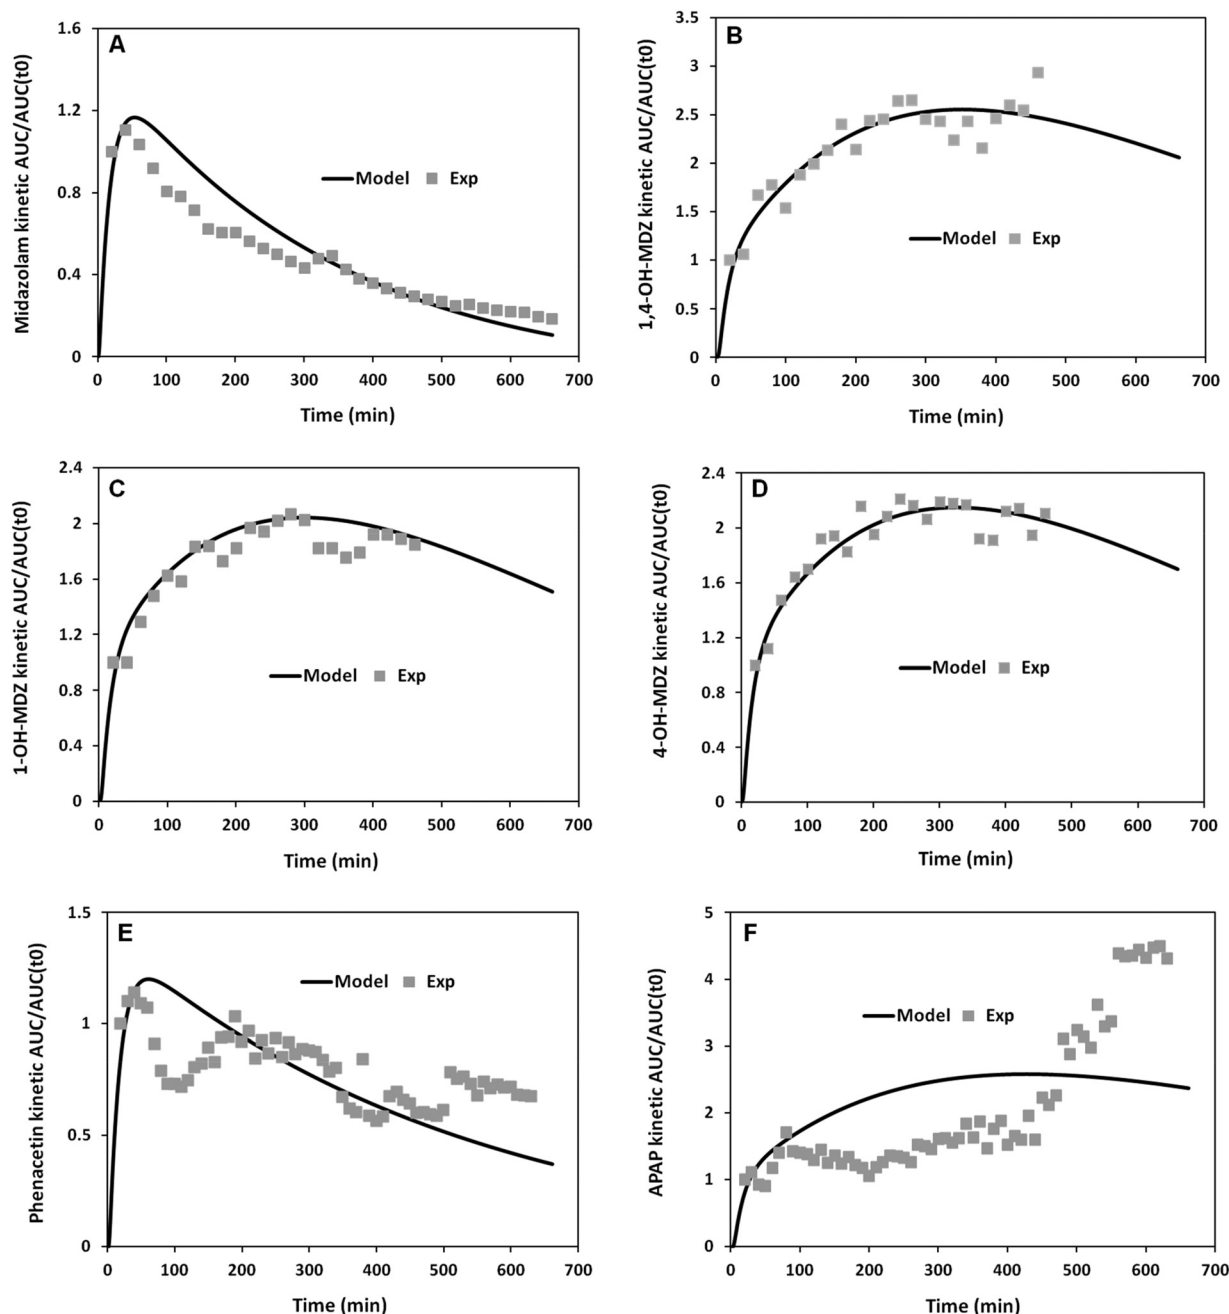 A
Midazolam kinetic AUC/AUC(t0)
1.6
1.2
0.8
0.4
0
Model Exp
0 100 200 300 400 500 600 700
Time (min)
B
1,4-OH-MDZ kinetic AUC/AUC(t0)
3.5
3
2.5
2
1.5
1
0.5
0
Model Exp
0 100 200 300 400 500 600 700
Time (min)
C
1-OH-MDZ kinetic AUC/AUC(t0)
2.4
2
1.6
1.2
0.8
0.4
0
Model Exp
0 100 200 300 400 500 600 700
Time (min)
D
4-OH-MDZ kinetic AUC/AUC(t0)
2.4
2
1.6
1.2
0.8
0.4
0
Model Exp
0 100 200 300 400 500 600 700
Time (min)
E
Phenacetin kinetic AUC/AUC(t0)
1.5
1
0.5
0
Model Exp
0 100 200 300 400 500 600 700
Time (min)
F
APAP kinetic AUC/AUC(t0)
5
4
3
2
1
0
Model Exp
0 100 200 300 400 500 600 700
Time (min)